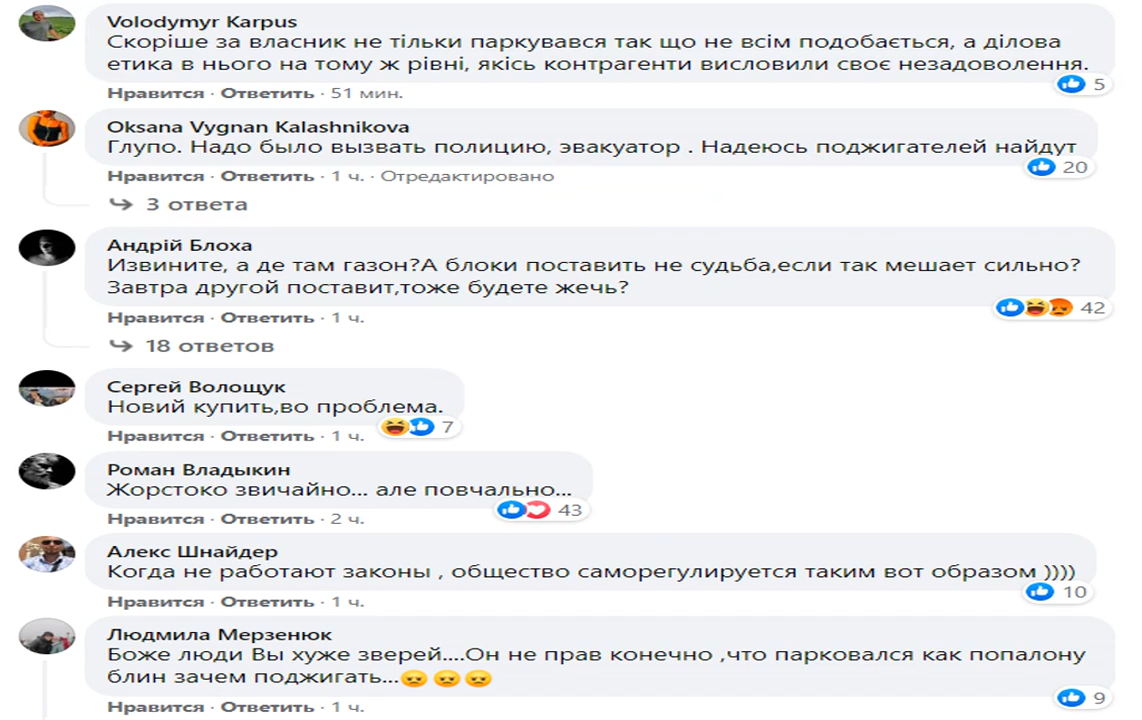 Volodymyr Karpus
Скоріше за власник не тільки паркувався так що не всім подобається, а ділова
етика в нього на тому ж рівні, якісь контрагенти висловили своє незадоволення.
Нравится · Ответить · 51 мин.
5
Oksana Vygnan Kalashnikova
Глупо. Надо было вызвать полицию, эвакуатор . Надеюсь поджигателей найдут
Нравится · Ответить · 1 ч. · Отредактировано
20
3 ответа
Андрій Блоха
Извините, а де там газон?А блоки поставить не судьба,если так мешает сильно?
Завтра другой поставит,тоже будете жечь?
Нравится · Ответить · 1 ч.
42
18 ответов
Сергей Волощук
Новий купить,во проблема.
7
Нравится · Ответить · 1 ч.
Роман Владыкин
Жорстоко звичайно... але повчально...
43
Нравится · Ответить · 2 ч.
Алекс Шнайдер
Когда не работают законы , общество саморегулируется таким вот образом ))))
10
Нравится · Ответить · 1 ч.
Людмила Мерзенюк
Боже люди Вы хуже зверей....Он не прав конечно ,что парковался как попалону
блин зачем поджигать...😞😞😞
9
Нравится · Ответить · 1 ч.